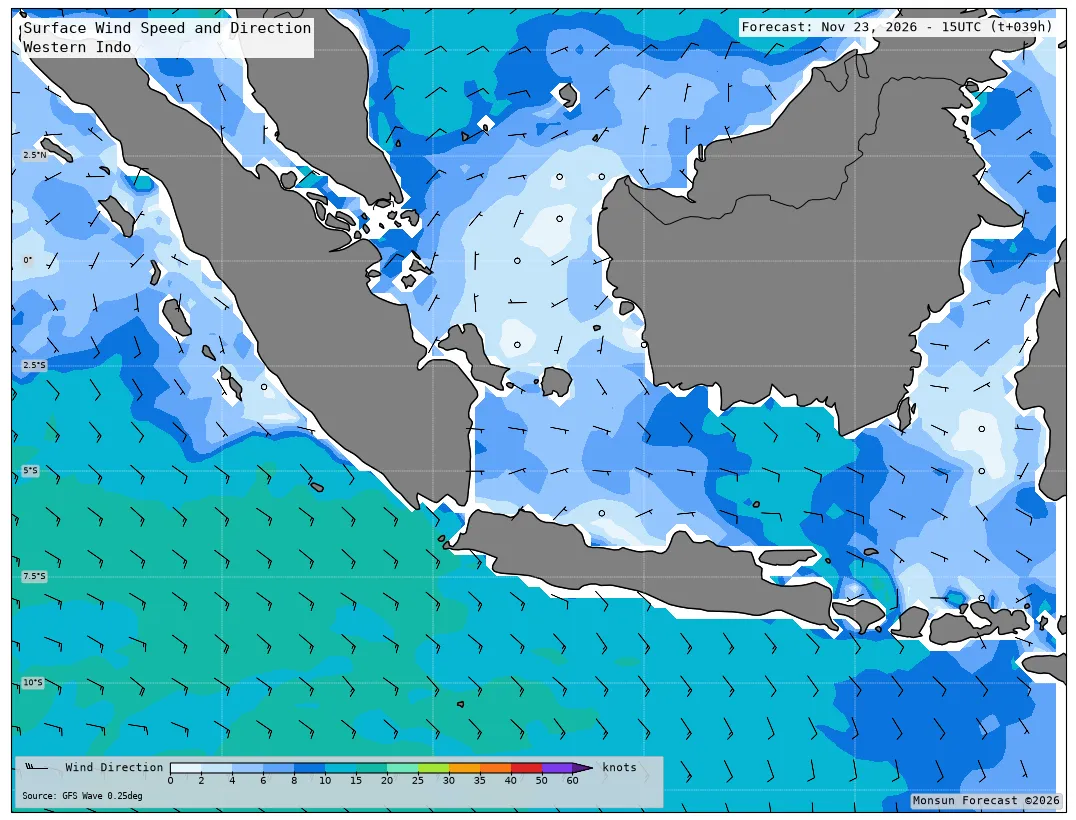 Surface Wind Speed and Direction
Western Indo
Forecast: Nov 23, 2026 - 15UTC (t+039h)
2.5°N
0°
2.5°S
5°S
7.5°S
10°S
Wind Direction
0 2 4 6 8 10 15 20 25 30 35 40 50 60
knots
Source: GFS Wave 0.25deg
Monsun Forecast ©2026